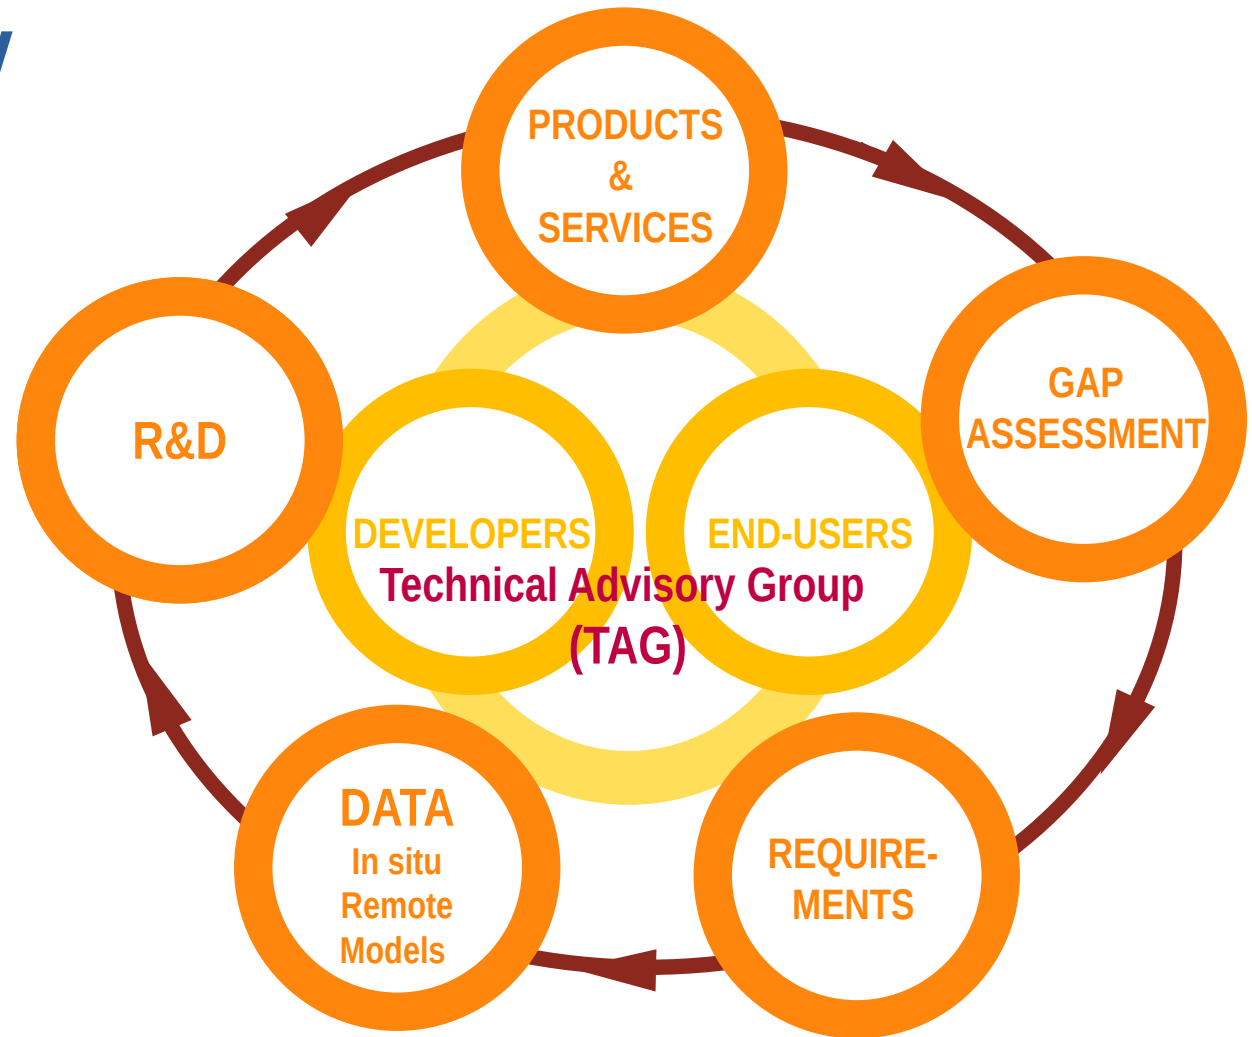 PRODUCTS
&
SERVICES
GAP
ASSESSMENT
R&D
DEVELOPERS
END-USERS
Technical Advisory Group
(TAG)
DATA
In situ
Remote
Models
REQUIRE-
MENTS